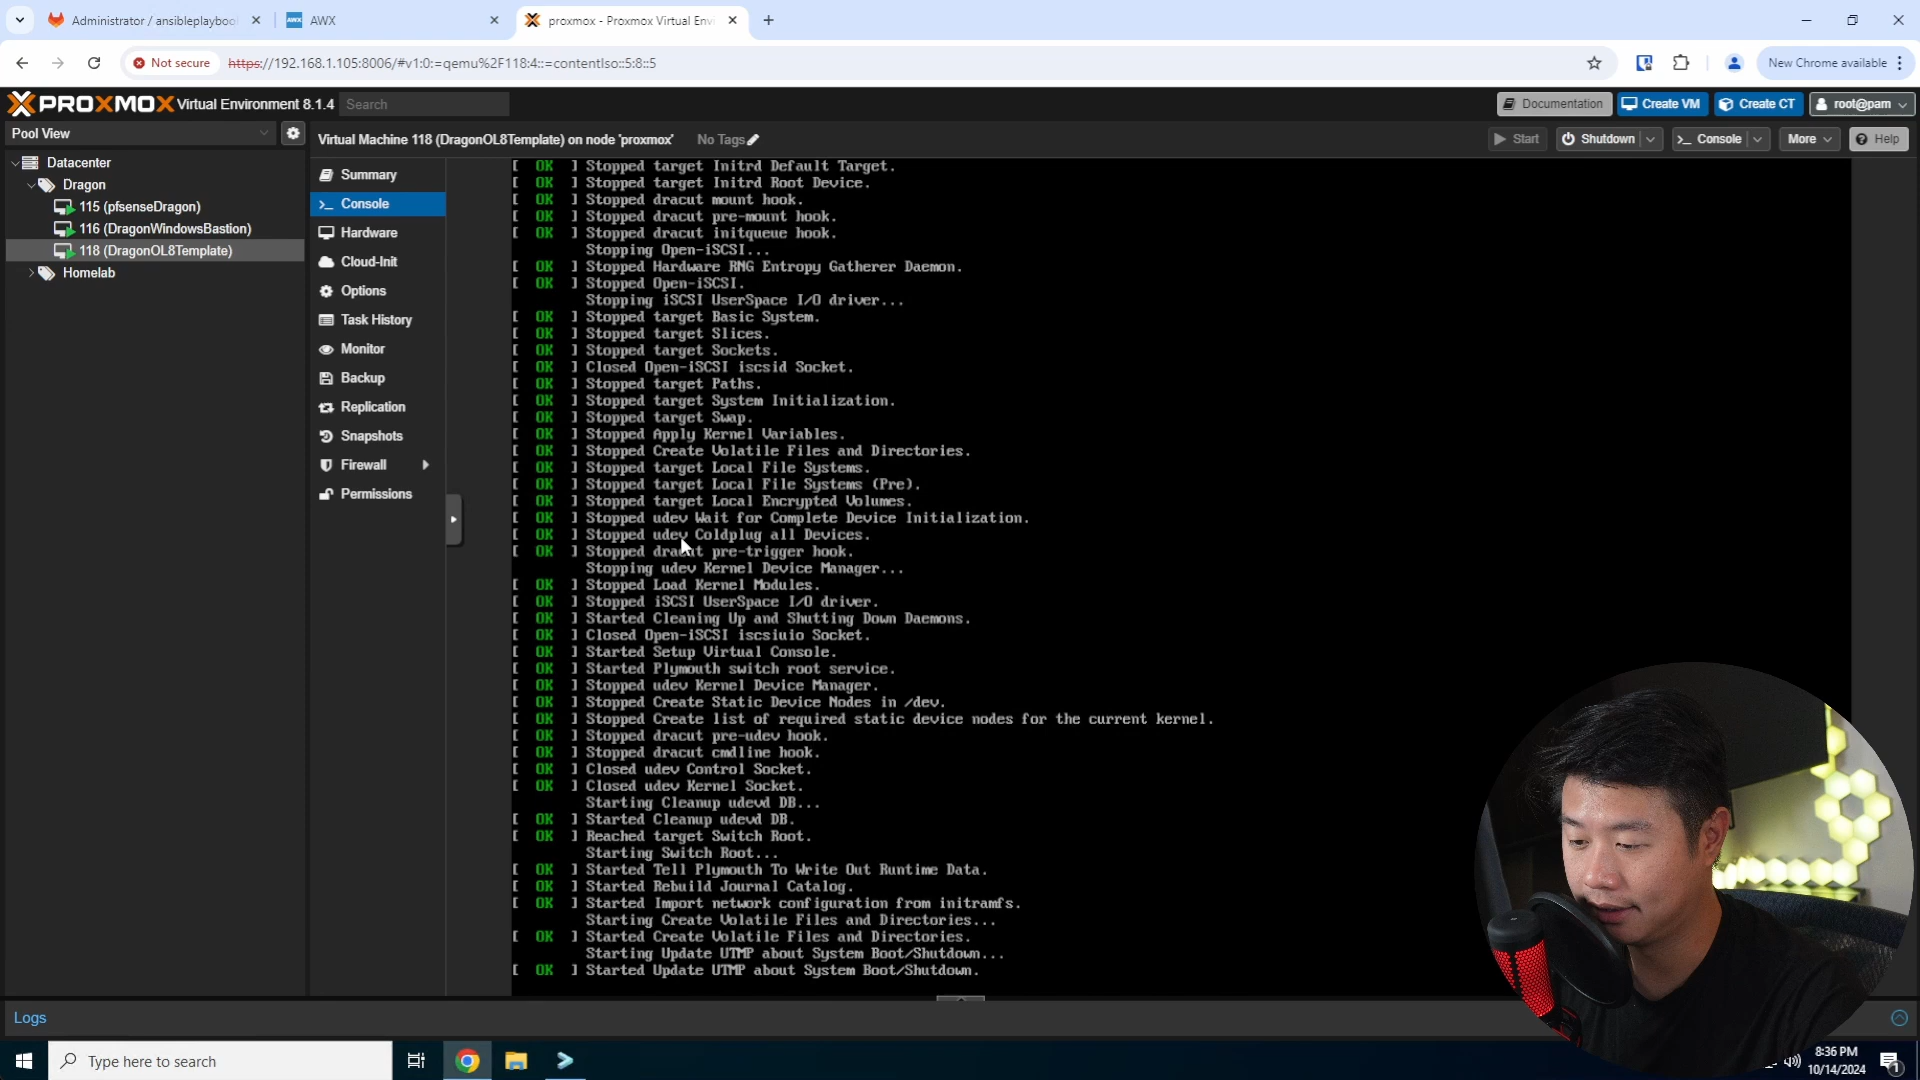 Administrator / ansibleplaybo
AWX
AWX
proxmox - Proxmox Virtual Envi
Not secure
https://192.168.1.105:8006/#v1:0:=qemu%2F118:4::=contentIso::5:8::5
New Chrome available
PROXMOX Virtual Environment 8.1.4
Search
Documentation
Create VM
Create CT
root@pam
Pool View
Virtual Machine 118 (DragonOL8Template) on node 'proxmox'
No Tags
Start
Shutdown
Console
More
Help
Datacenter
Dragon
115 (pfsenseDragon)
116 (DragonWindowsBastion)
118 (DragonOL8Template)
Homelab
Summary
Console
Hardware
Cloud-Init
Options
Task History
Monitor
Backup
Replication
Snapshots
Firewall
Permissions
[ OK ] Stopped target Initrd Default Target.
[ OK ] Stopped target Initrd Root Device.
[ OK ] Stopped dracut mount hook.
[ OK ] Stopped dracut pre-mount hook.
[ OK ] Stopped dracut initqueue hook.
Stopping Open-iSCSI...
[ OK ] Stopped Hardware RNG Entropy Gatherer Daemon.
[ OK ] Stopped Open-iSCSI.
Stopping iSCSI UserSpace I/O driver...
[ OK ] Stopped target Basic System.
[ OK ] Stopped target Slices.
[ OK ] Stopped target Sockets.
[ OK ] Closed Open-iSCSI iscsid Socket.
[ OK ] Stopped target Paths.
[ OK ] Stopped target System Initialization.
[ OK ] Stopped target Swap.
[ OK ] Stopped Apply Kernel Variables.
[ OK ] Stopped Create Volatile Files and Directories.
[ OK ] Stopped target Local File Systems.
[ OK ] Stopped target Local File Systems (Pre).
[ OK ] Stopped target Local Encrypted Volumes.
[ OK ] Stopped udev Wait for Complete Device Initialization.
[ OK ] Stopped udev Coldplug all Devices.
[ OK ] Stopped dracut pre-trigger hook.
Stopping udev Kernel Device Manager...
[ OK ] Stopped Load Kernel Modules.
[ OK ] Stopped iSCSI UserSpace I/O driver.
[ OK ] Started Cleaning Up and Shutting Down Daemons.
[ OK ] Closed Open-iSCSI iscsiuio Socket.
[ OK ] Started Setup Virtual Console.
[ OK ] Started Plymouth switch root service.
[ OK ] Stopped udev Kernel Device Manager.
[ OK ] Stopped Create Static Device Nodes in /dev.
[ OK ] Stopped Create list of required static device nodes for the current kernel.
[ OK ] Stopped dracut pre-udev hook.
[ OK ] Stopped dracut cmdline hook.
[ OK ] Closed udev Control Socket.
[ OK ] Closed udev Kernel Socket.
Starting Cleanup udevd DB...
[ OK ] Started Cleanup udevd DB.
[ OK ] Reached target Switch Root.
Starting Switch Root...
[ OK ] Started Tell Plymouth To Write Out Runtime Data.
[ OK ] Started Rebuild Journal Catalog.
[ OK ] Started Import network configuration from initramfs.
Starting Create Volatile Files and Directories...
[ OK ] Started Create Volatile Files and Directories.
Starting Update UTMP about System Boot/Shutdown...
[ OK ] Started Update UTMP about System Boot/Shutdown.
Logs
Type here to search
8:36 PM
10/14/2024
1